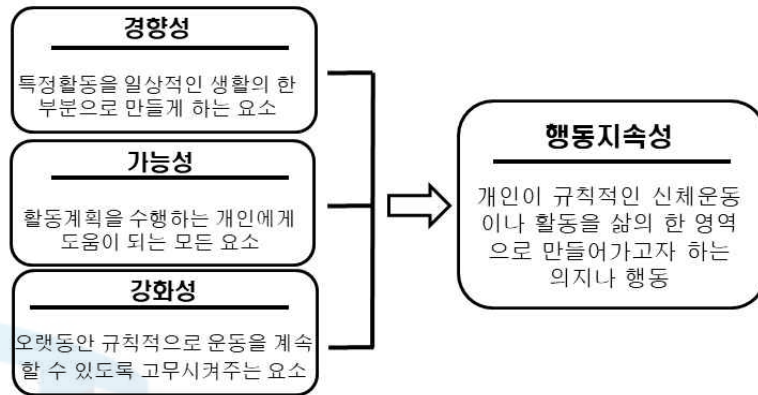 경향성
특정활동을 일상적인 생활의 한
부분으로 만들게 하는 요소
가능성
활동계획을 수행하는 개인에게
도움이 되는 모든 요소
강화성
오랫동안 규칙적으로 운동을 계속
할 수 있도록 고무시켜주는 요소
행동지속성
개인이 규칙적인 신체운동
이나 활동을 삶의 한 영역
으로 만들어가고자 하는
의지나 행동